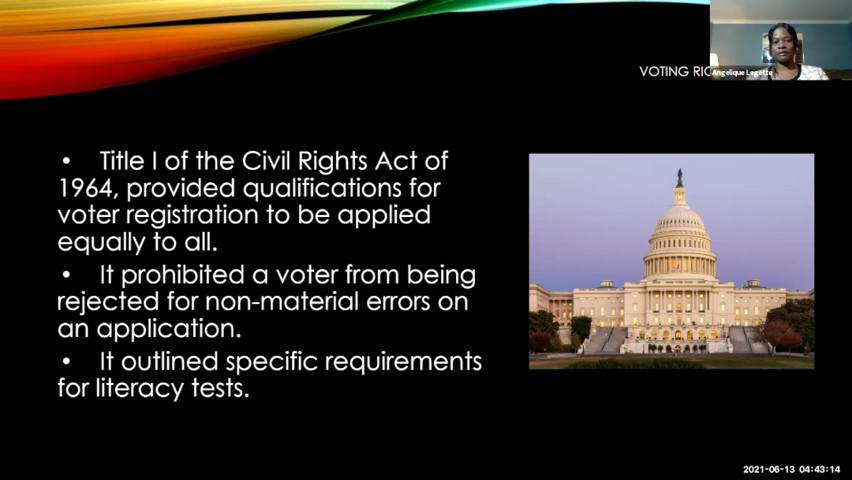 VOTING RIG
Angelique Legette
• Title I of the Civil Rights Act of
1964, provided qualifications for
voter registration to be applied
equally to all.
• It prohibited a voter from being
rejected for non-material errors on
an application.
• It outlined specific requirements
for literacy tests.
2021-06-13 04:43:14